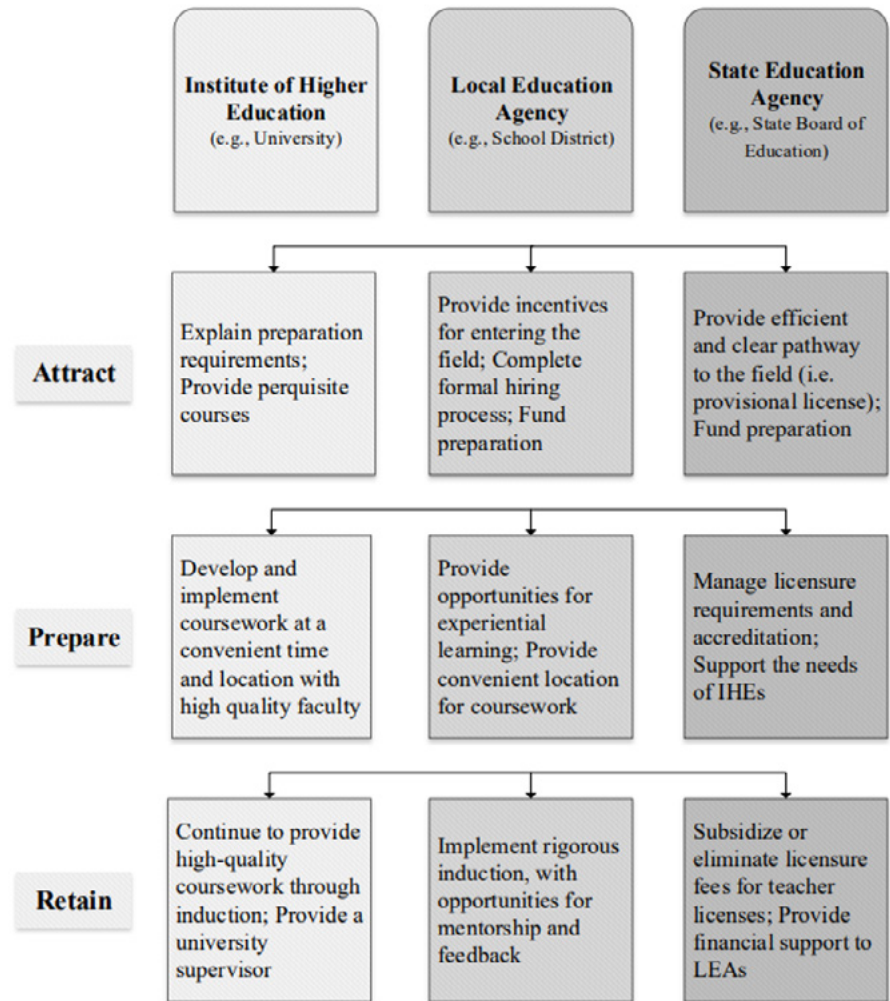 Institute of Higher
Education
(e.g., University)
Local Education
Agency
(e.g., School District)
State Education
Agency
(e.g., State Board of
Education)
Attract
Explain preparation
requirements;
Provide perquisite
courses
Provide incentives
for entering the
field; Complete
formal hiring
process; Fund
preparation
Provide efficient
and clear pathway
to the field (i.e.
provisional license);
Fund preparation
Prepare
Develop and
implement
coursework at a
convenient time
and location with
high quality faculty
Provide
opportunities for
experiential
learning; Provide
convenient location
for coursework
Manage licensure
requirements and
accreditation;
Support the needs
of IHEs
Retain
Continue to provide
high-quality
coursework through
induction; Provide a
university
supervisor
Implement rigorous
induction, with
opportunities for
mentorship and
feedback
Subsidize or
eliminate licensure
fees for teacher
licenses; Provide
financial support to
LEAs